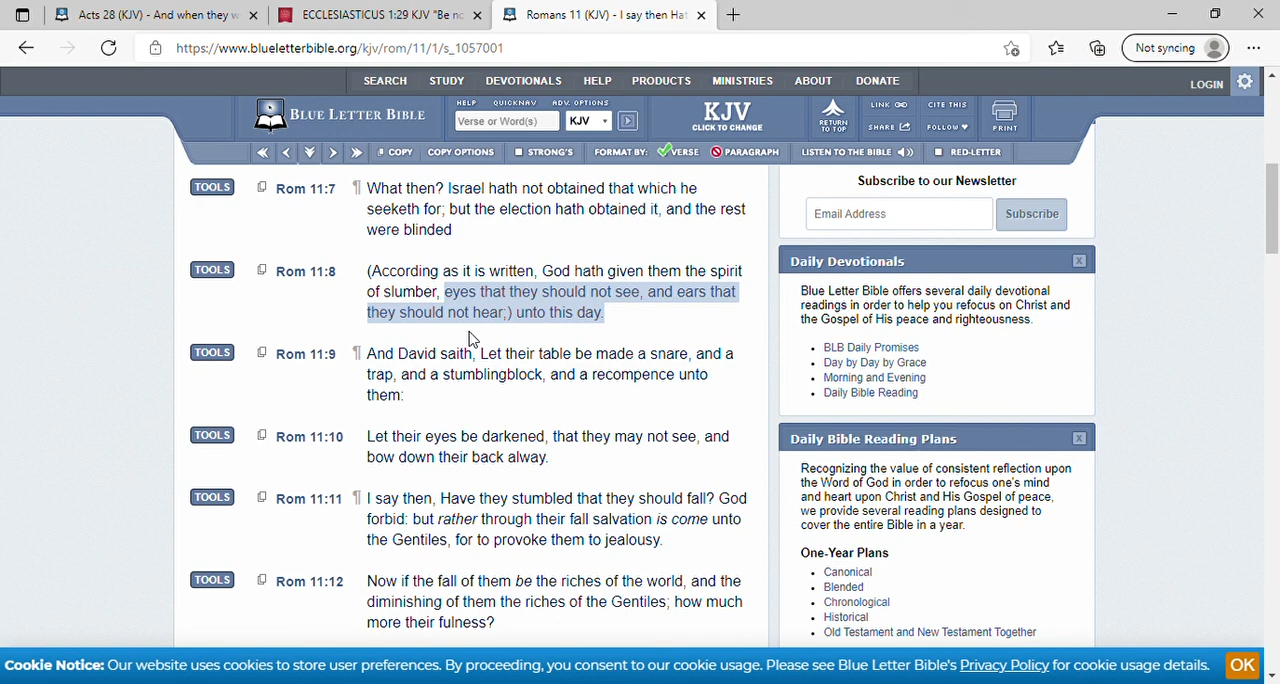 Acts 28 (KJV) - And when they w
ECCLESIASTICUS 1:29 KJV "Be no
Romans 11 (KJV) - I say then Hat
https://www.blueletterbible.org/kjv/rom/11/1/s_1057001
Not syncing
SEARCH STUDY DEVOTIONALS HELP PRODUCTS MINISTRIES ABOUT DONATE
LOGIN
BLUE LETTER BIBLE
HELP QUICKNAV ADV. OPTIONS
Verse or Word(s) KJV
KJV
CLICK TO CHANGE
RETURN
TO TOP
LINK CITE THIS
SHARE FOLLOW
PRINT
COPY COPY OPTIONS STRONG'S FORMAT BY: VERSE PARAGRAPH LISTEN TO THE BIBLE RED-LETTER
TOOLS Rom 11:7 ¶ What then? Israel hath not obtained that which he
seeketh for; but the election hath obtained it, and the rest
were blinded
TOOLS Rom 11:8 (According as it is written, God hath given them the spirit
of slumber, eyes that they should not see, and ears that
they should not hear;) unto this day.
TOOLS Rom 11:9 ¶ And David saith, Let their table be made a snare, and a
trap, and a stumblingblock, and a recompence unto
them:
TOOLS Rom 11:10 Let their eyes be darkened, that they may not see, and
bow down their back alway.
TOOLS Rom 11:11 ¶ I say then, Have they stumbled that they should fall? God
forbid: but rather through their fall salvation is come unto
the Gentiles, for to provoke them to jealousy.
TOOLS Rom 11:12 Now if the fall of them be the riches of the world, and the
diminishing of them the riches of the Gentiles; how much
more their fulness?
Subscribe to our Newsletter
Email Address Subscribe
Daily Devotionals
Blue Letter Bible offers several daily devotional
readings in order to help you refocus on Christ and
the Gospel of His peace and righteousness.
BLB Daily Promises
Day by Day by Grace
Morning and Evening
Daily Bible Reading
Daily Bible Reading Plans
Recognizing the value of consistent reflection upon
the Word of God in order to refocus one's mind
and heart upon Christ and His Gospel of peace,
we provide several reading plans designed to
cover the entire Bible in a year.
One-Year Plans
Canonical
Blended
Chronological
Historical
Old Testament and New Testament Together
Cookie Notice: Our website uses cookies to store user preferences. By proceeding, you consent to our cookie usage. Please see Blue Letter Bible's Privacy Policy for cookie usage details. OK